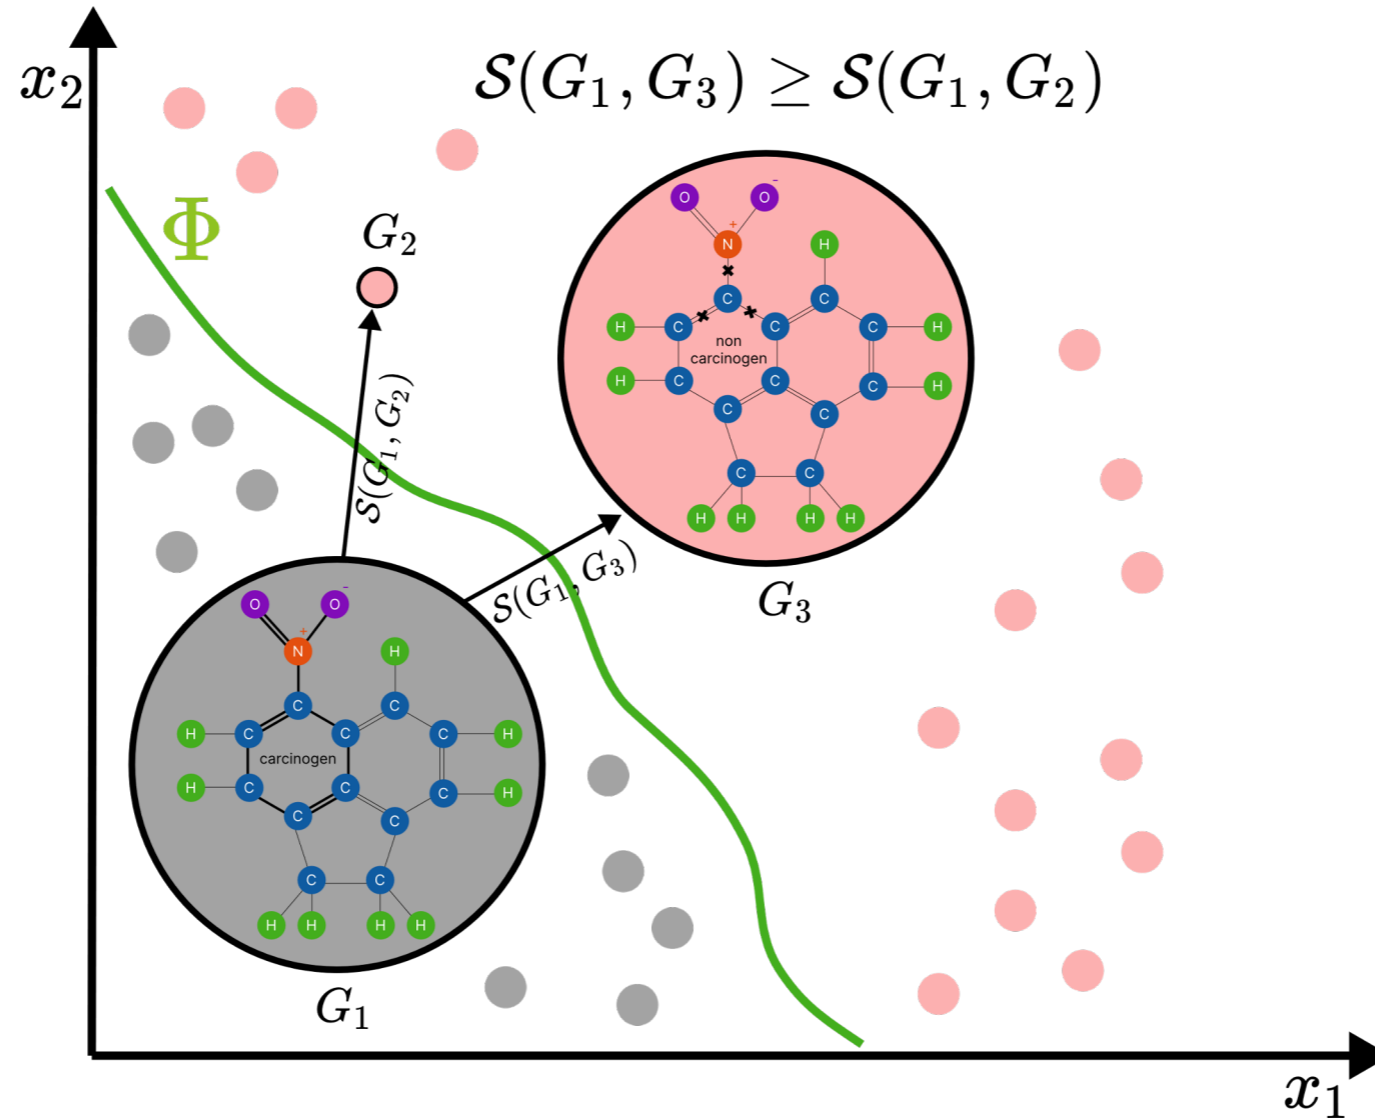 x₂
𝒮(G₁, G₃) ≥ 𝒮(G₁, G₂)
Φ
G₂
𝒮(G₁, G₂)
O O -
+
N H
C C
H C C C H
non
carcinogen
H C C C H
C C
C C
H H H H
G₃
𝒮(G₁, G₃)
O O -
+
N H
C C
H C C C H
carcinogen
H C C C H
C C
C C
H H H H
G₁
x₁